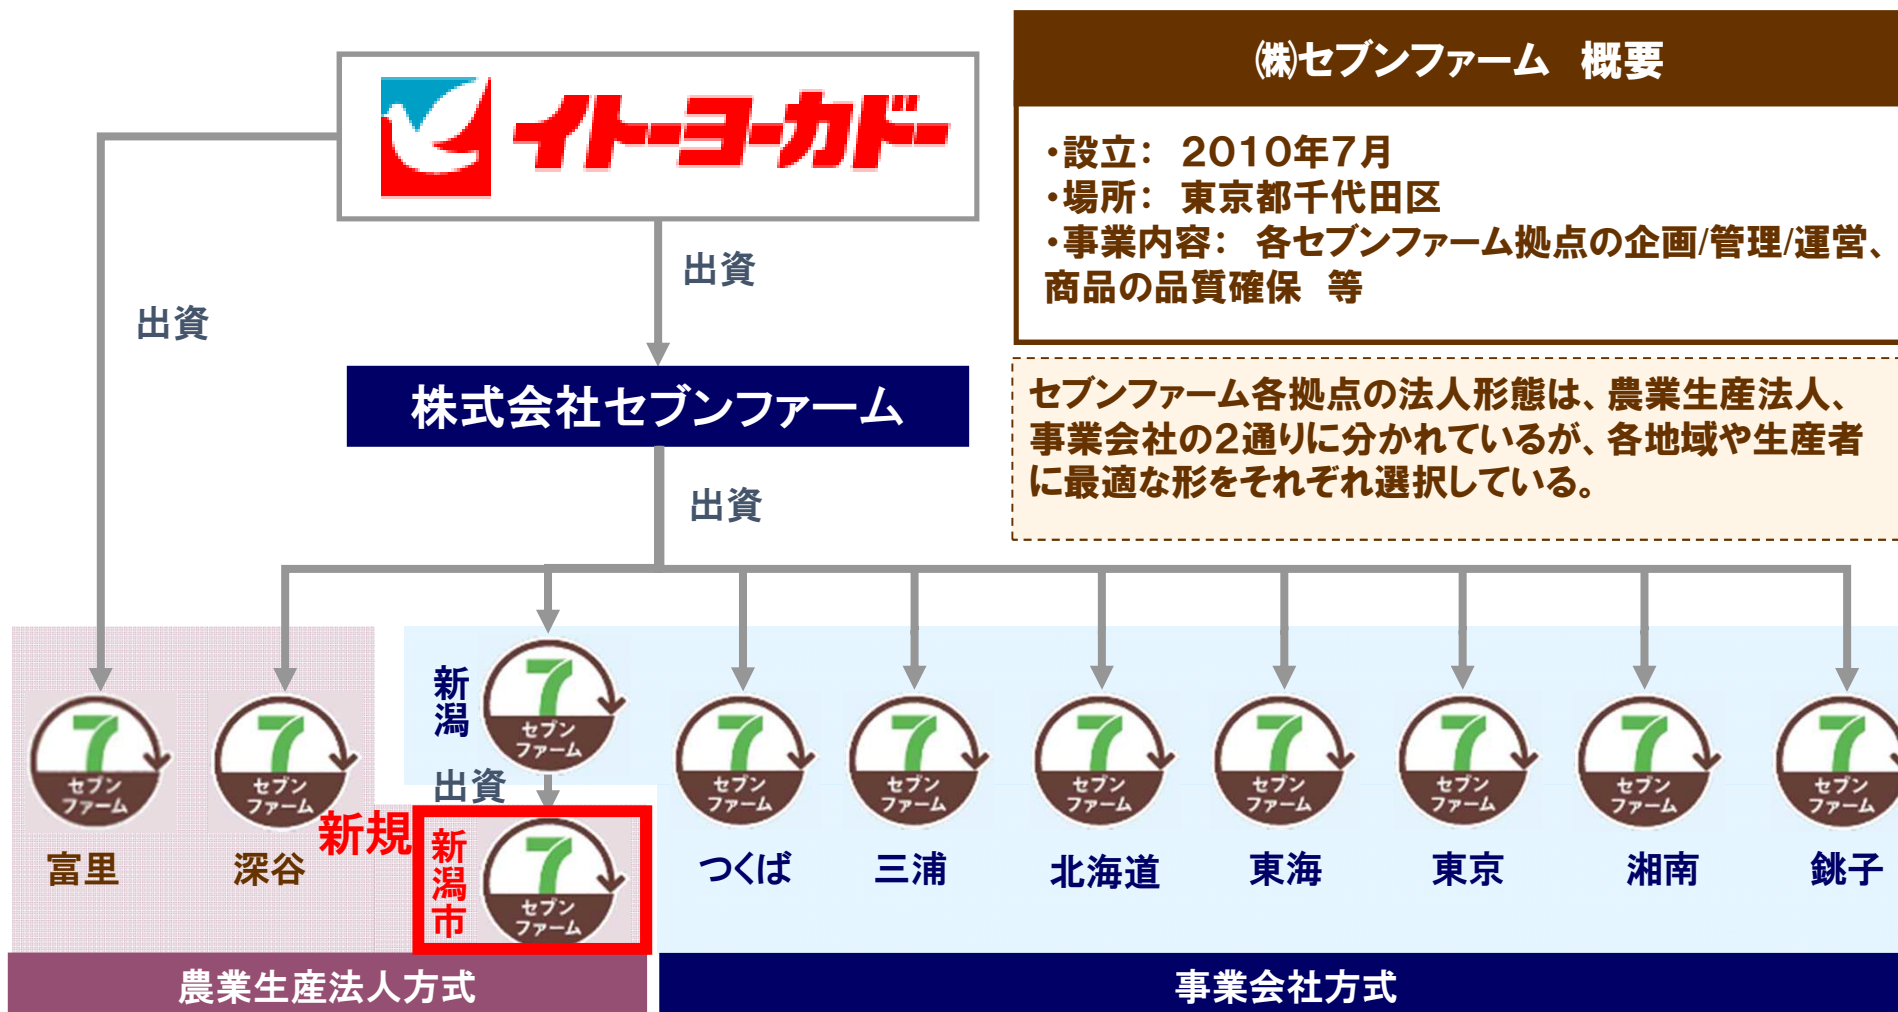 イトーヨーカドー
㈱セブンファーム　概要
・設立：　２０１０年７月
・場所：　東京都千代田区
・事業内容：　各セブンファーム拠点の企画/管理/運営、
商品の品質確保　等
出資
出資
株式会社セブンファーム
セブンファーム各拠点の法人形態は、農業生産法人、
事業会社の２通りに分かれているが、各地域や生産者
に最適な形をそれぞれ選択している。
出資
7
セブン
ファーム
富里
7
セブン
ファーム
深谷
新潟
7
セブン
ファーム
出資
新規
新潟市
7
セブン
ファーム
7
セブン
ファーム
つくば
7
セブン
ファーム
三浦
7
セブン
ファーム
北海道
7
セブン
ファーム
東海
7
セブン
ファーム
東京
7
セブン
ファーム
湘南
7
セブン
ファーム
銚子
農業生産法人方式
事業会社方式